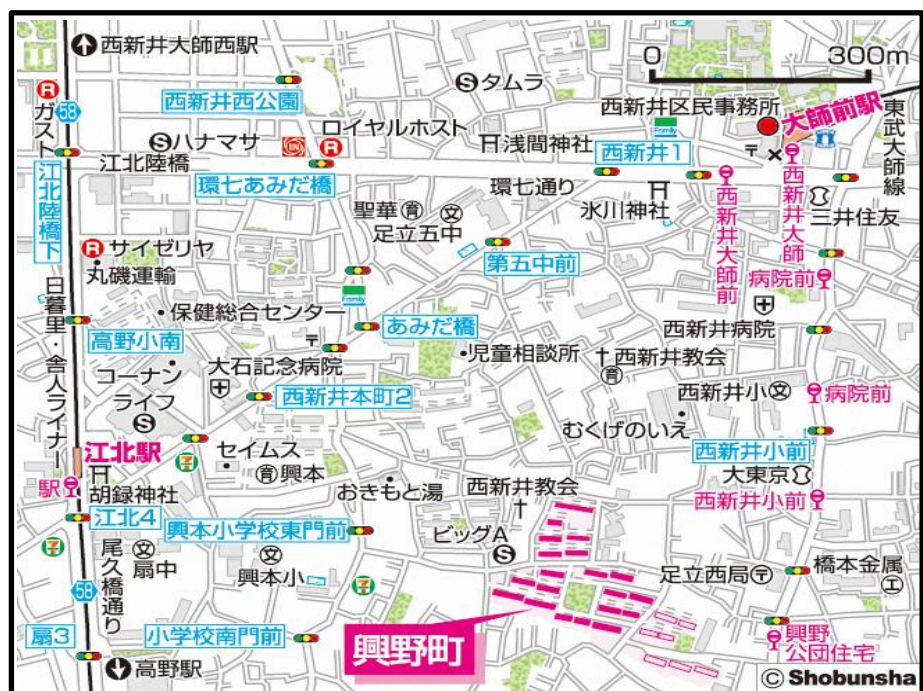 西新井大師西駅
0 300m
西新井西公園
タムラ
ガスト
58
ハナマサ
ロイヤルホスト
西新井区民事務所
大師前駅
東武大師線
江北陸橋
浅間神社
Family
西新井1
江北陸橋下
環七あみだ橋
環七通り
氷川神社
西新井大師前
西新井大師
三井住友
聖華
足立五中
サイゼリヤ
丸磯運輸
第五中前
病院前
日暮里・舎人ライナー
保健総合センター
Family
あみだ橋
西新井病院
高野小南
大石記念病院
児童相談所
西新井教会
コーナン
西新井本町2
西新井小
病院前
ライフ
むくげのいえ
西新井小前
江北駅
セイムス
興本
大東京
駅
胡録神社
おきもと湯
西新井教会
西新井小前
江北4
興本小学校東門前
ビッグA
尾久橋通り
扇中
興本小
足立西局
橋本金属
58
扇3
小学校南門前
興野町
興野
公団住宅
高野駅
© Shobunsha